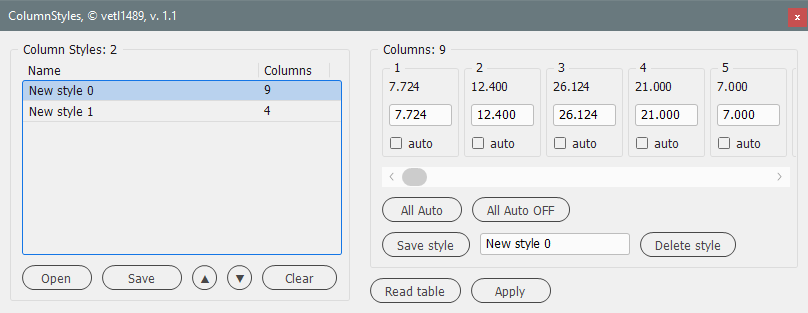 ColumnStyles, © vetl1489, v. 1.1 x
Column Styles: 2
Name Columns
New style 0 9
New style 1 4
Open Save ▲ ▼ Clear
Columns: 9
1 2 3 4 5
7.724 12.400 26.124 21.000 7.000
7.724 12.400 26.124 21.000 7.000
auto auto auto auto auto
All Auto All Auto OFF
Save style New style 0 Delete style
Read table Apply